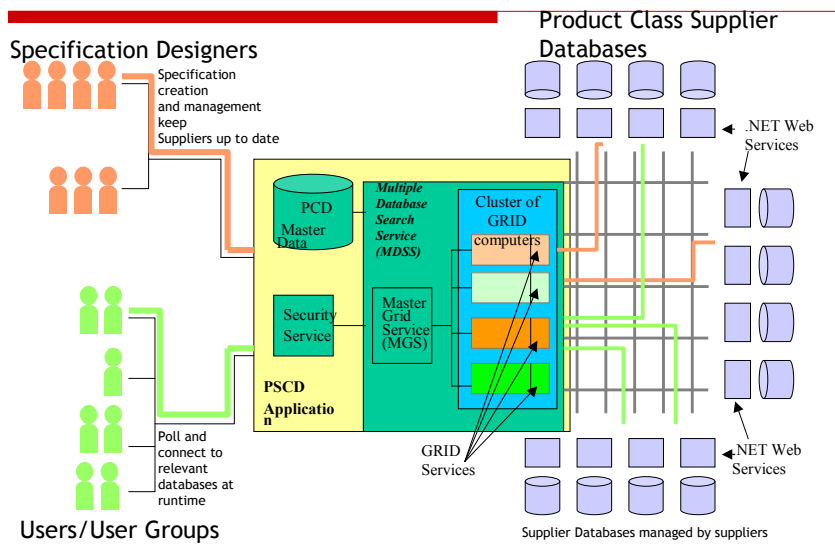 Product Class Supplier
Databases
Specification Designers
Specification
creation
and management
keep
Suppliers up to date
.NET Web
Services
PCD
Master
Data
Multiple
Database
Search
Service
(MDSS)
Cluster of
GRID
computers
Security
Service
Master
Grid
Service
(MGS)
PSCD
Applicatio
n
Poll and
connect to
relevant
databases at
runtime
GRID
Services
.NET Web
Services
Users/User Groups
Supplier Databases managed by suppliers